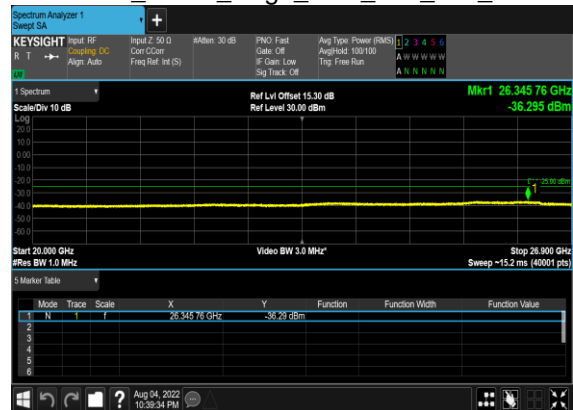 Spectrum Analyzer 1
Swept SA
+
KEYSIGHT Input: RF Input Z: 50 Ω #Atten: 30 dB PNO: Fast Avg Type: Power (RMS) 1 2 3 4 5 6
R T Coupling: DC Corr CCorr Gate: Off Avg|Hold: 100/100 A W W W W W
Align: Auto Freq Ref: Int (S) IF Gain: Low Trig: Free Run A N N N N N
LXI Sig Track: Off
1 Spectrum Ref Lvl Offset 15.30 dB Mkr1 26.345 76 GHz
Scale/Div 10 dB Ref Level 30.00 dBm -36.295 dBm
Log
20.0
10.0
0.00
-10.0
-20.0
-25.00 dBm
-30.0
1
-40.0
-50.0
-60.0
Start 20.000 GHz Video BW 3.0 MHz* Stop 26.900 GHz
#Res BW 1.0 MHz Sweep ~15.2 ms (40001 pts)
5 Marker Table
Mode Trace Scale X Y Function Function Width Function Value
1 N 1 f 26.345 76 GHz -36.29 dBm
2
3
4
5
6
? Aug 04, 2022
10:39:34 PM